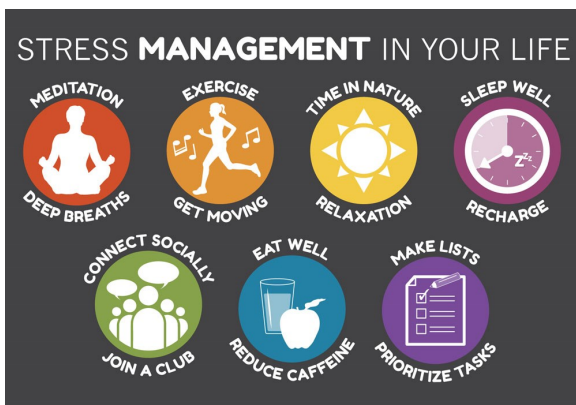 STRESS MANAGEMENT IN YOUR LIFE
MEDITATION
DEEP BREATHS
EXERCISE
GET MOVING
TIME IN NATURE
RELAXATION
SLEEP WELL
ZZZZ
RECHARGE
CONNECT SOCIALLY
JOIN A CLUB
EAT WELL
REDUCE CAFFEINE
MAKE LISTS
PRIORITIZE TASKS